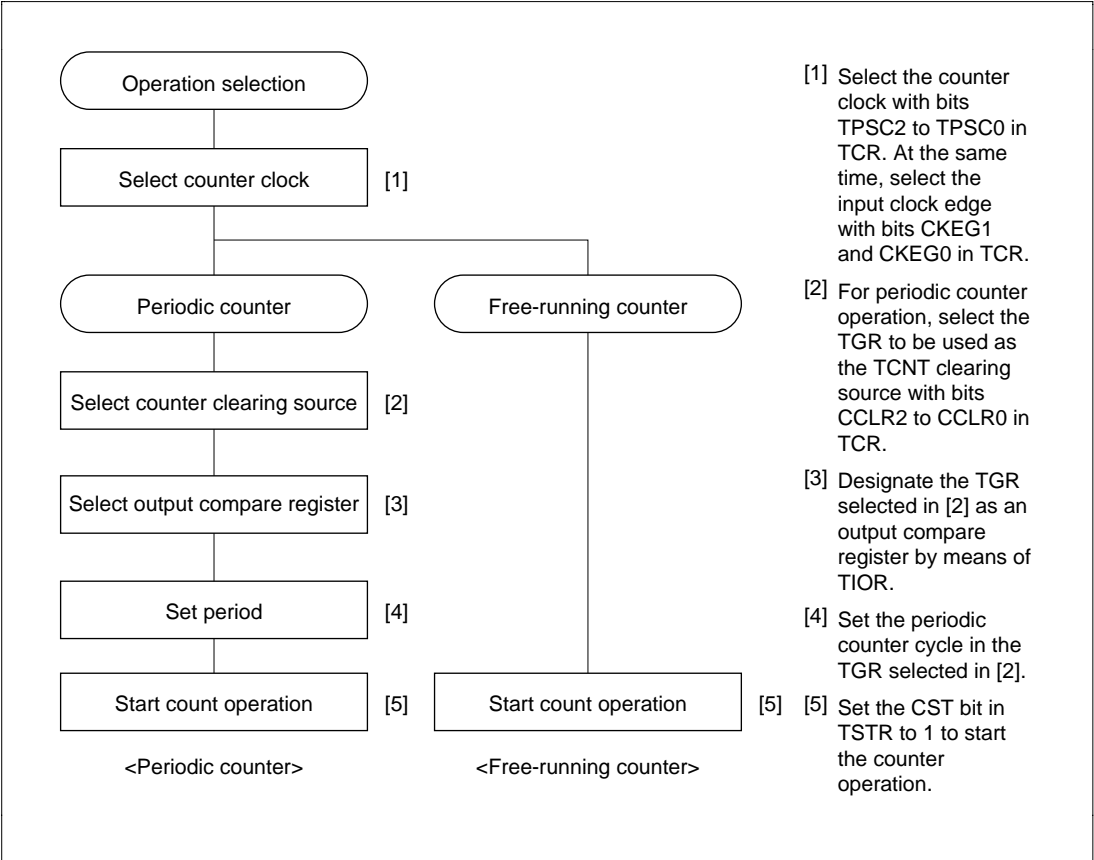 Operation selection
Select counter clock
[1]
Periodic counter
Free-running counter
Select counter clearing source
[2]
Select output compare register
[3]
Set period
[4]
Start count operation
[5]
Start count operation
[5]
<Periodic counter>
<Free-running counter>
[1] Select the counter
clock with bits
TPSC2 to TPSC0 in
TCR. At the same
time, select the
input clock edge
with bits CKEG1
and CKEG0 in TCR.
[2] For periodic counter
operation, select the
TGR to be used as
the TCNT clearing
source with bits
CCLR2 to CCLR0 in
TCR.
[3] Designate the TGR
selected in [2] as an
output compare
register by means of
TIOR.
[4] Set the periodic
counter cycle in the
TGR selected in [2].
[5] Set the CST bit in
TSTR to 1 to start
the counter
operation.